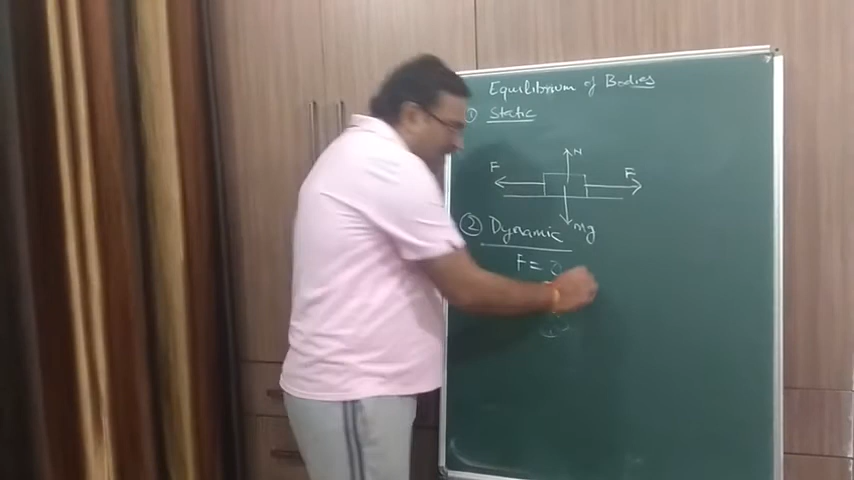 Equilibrium of Bodies
① Static
N
F
F
mg
② Dynamic
F = 0